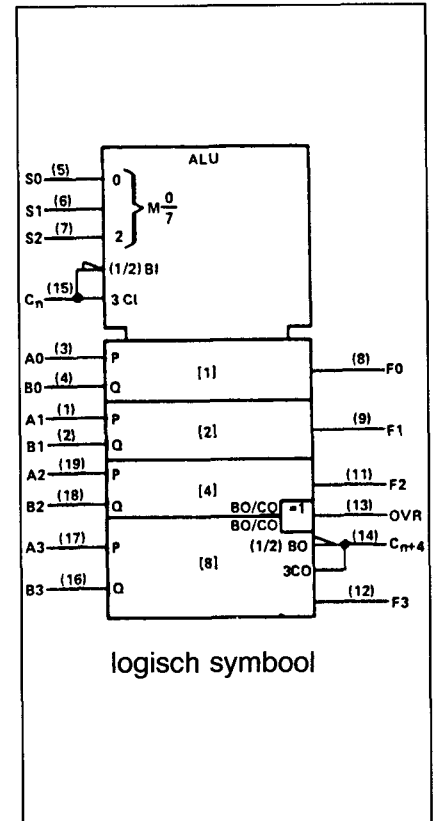 ALU
S0 (5) 0
S1 (6) M 0/7
S2 (7) 2
(1/2) BI
Cn (15) 3 CI
A0 (3) P
[1] (8) F0
B0 (4) Q
A1 (1) P
[2] (9) F1
B1 (2) Q
A2 (19) P
[4] (11) F2
B2 (18) Q
BO/CO =1 (13) OVR
BO/CO
A3 (17) P
(1/2) BO (14) Cn+4
[8] 3CO
B3 (16) Q
(12) F3
logisch symbool